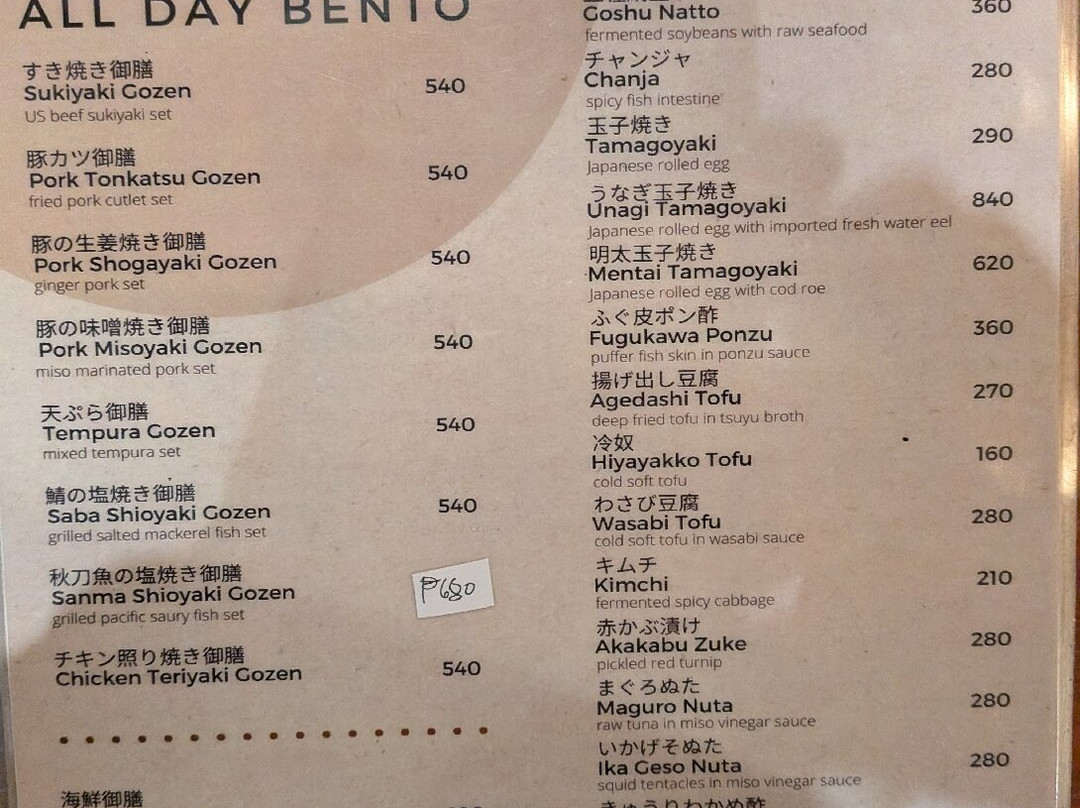 ALL DAY BENTO
すき焼き御膳
Sukiyaki Gozen
540
US beef sukiyaki set
豚カツ御膳
Pork Tonkatsu Gozen
540
fried pork cutlet set
豚の生姜焼き御膳
Pork Shogayaki Gozen
540
ginger pork set
豚の味噌焼き御膳
Pork Misoyaki Gozen
540
miso marinated pork set
天ぷら御膳
Tempura Gozen
540
mixed tempura set
鯖の塩焼き御膳
Saba Shioyaki Gozen
540
grilled salted mackerel fish set
秋刀魚の塩焼き御膳
Sanma Shioyaki Gozen
₱680
grilled pacific saury fish set
チキン照り焼き御膳
Chicken Teriyaki Gozen
540
海鮮御膳
Goshu Natto
360
fermented soybeans with raw seafood
チャンジャ
Chanja
280
spicy fish intestine
玉子焼き
Tamagoyaki
290
Japanese rolled egg
うなぎ玉子焼き
Unagi Tamagoyaki
840
Japanese rolled egg with imported fresh water eel
明太玉子焼き
Mentai Tamagoyaki
620
Japanese rolled egg with cod roe
ふぐ皮ポン酢
Fugukawa Ponzu
360
puffer fish skin in ponzu sauce
揚げ出し豆腐
Agedashi Tofu
270
deep fried tofu in tsuyu broth
冷奴
Hiyayakko Tofu
160
cold soft tofu
わさび豆腐
Wasabi Tofu
280
cold soft tofu in wasabi sauce
キムチ
Kimchi
210
fermented spicy cabbage
赤かぶ漬け
Akakabu Zuke
280
pickled red turnip
まぐろぬた
Maguro Nuta
280
raw tuna in miso vinegar sauce
いかげそぬた
Ika Geso Nuta
280
squid tentacles in miso vinegar sauce
きゅうりわかめ酢